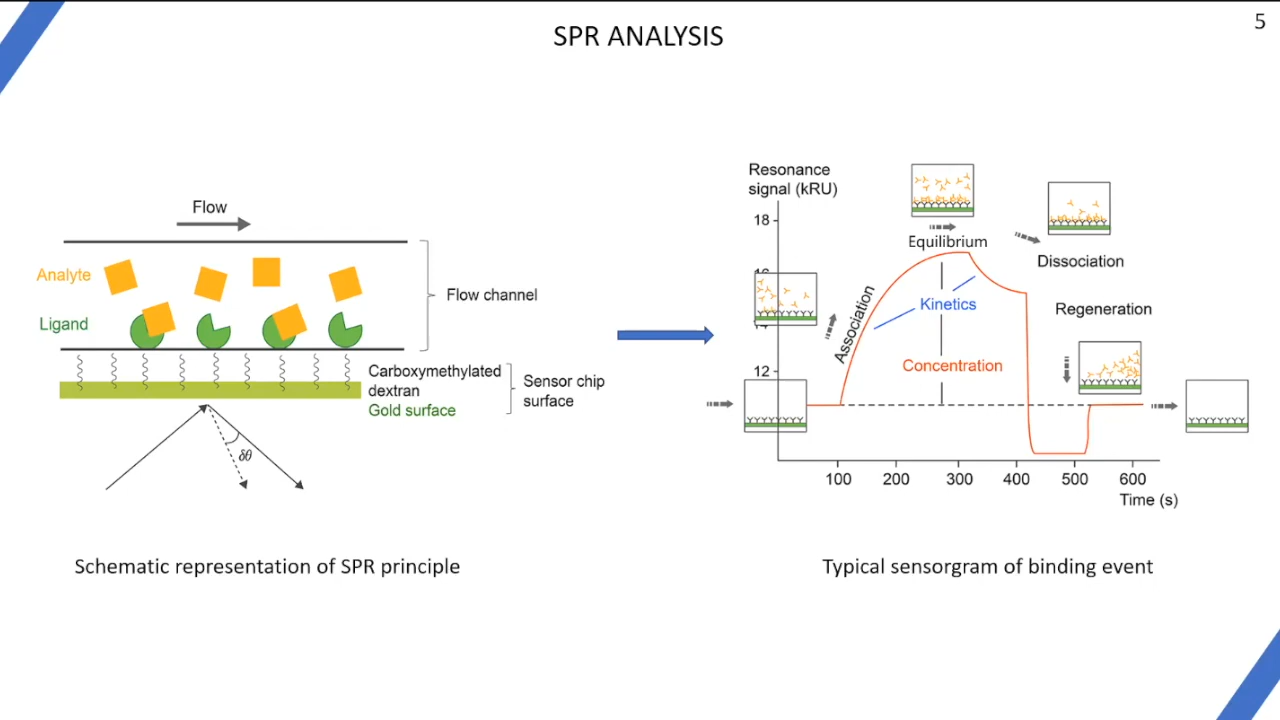 5
SPR ANALYSIS
Flow
Analyte
Ligand
Flow channel
Carboxymethylated
dextran
Gold surface
Sensor chip
surface
δθ
Schematic representation of SPR principle
Resonance
signal (kRU)
18
16
14
12
Equilibrium
Dissociation
Association
Kinetics
Regeneration
Concentration
100 200 300 400 500 600
Time (s)
Typical sensorgram of binding event